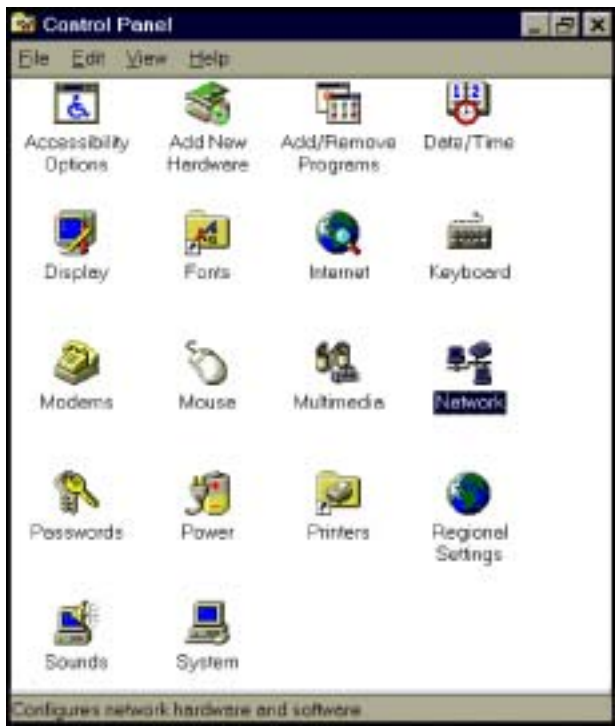 Control Panel
File Edit View Help
Accessibility Options
Add New Hardware
Add/Remove Programs
Date/Time
Display
Fonts
Internet
Keyboard
Modems
Mouse
Multimedia
Network
Passwords
Power
Printers
Regional Settings
Sounds
System
Configures network hardware and software